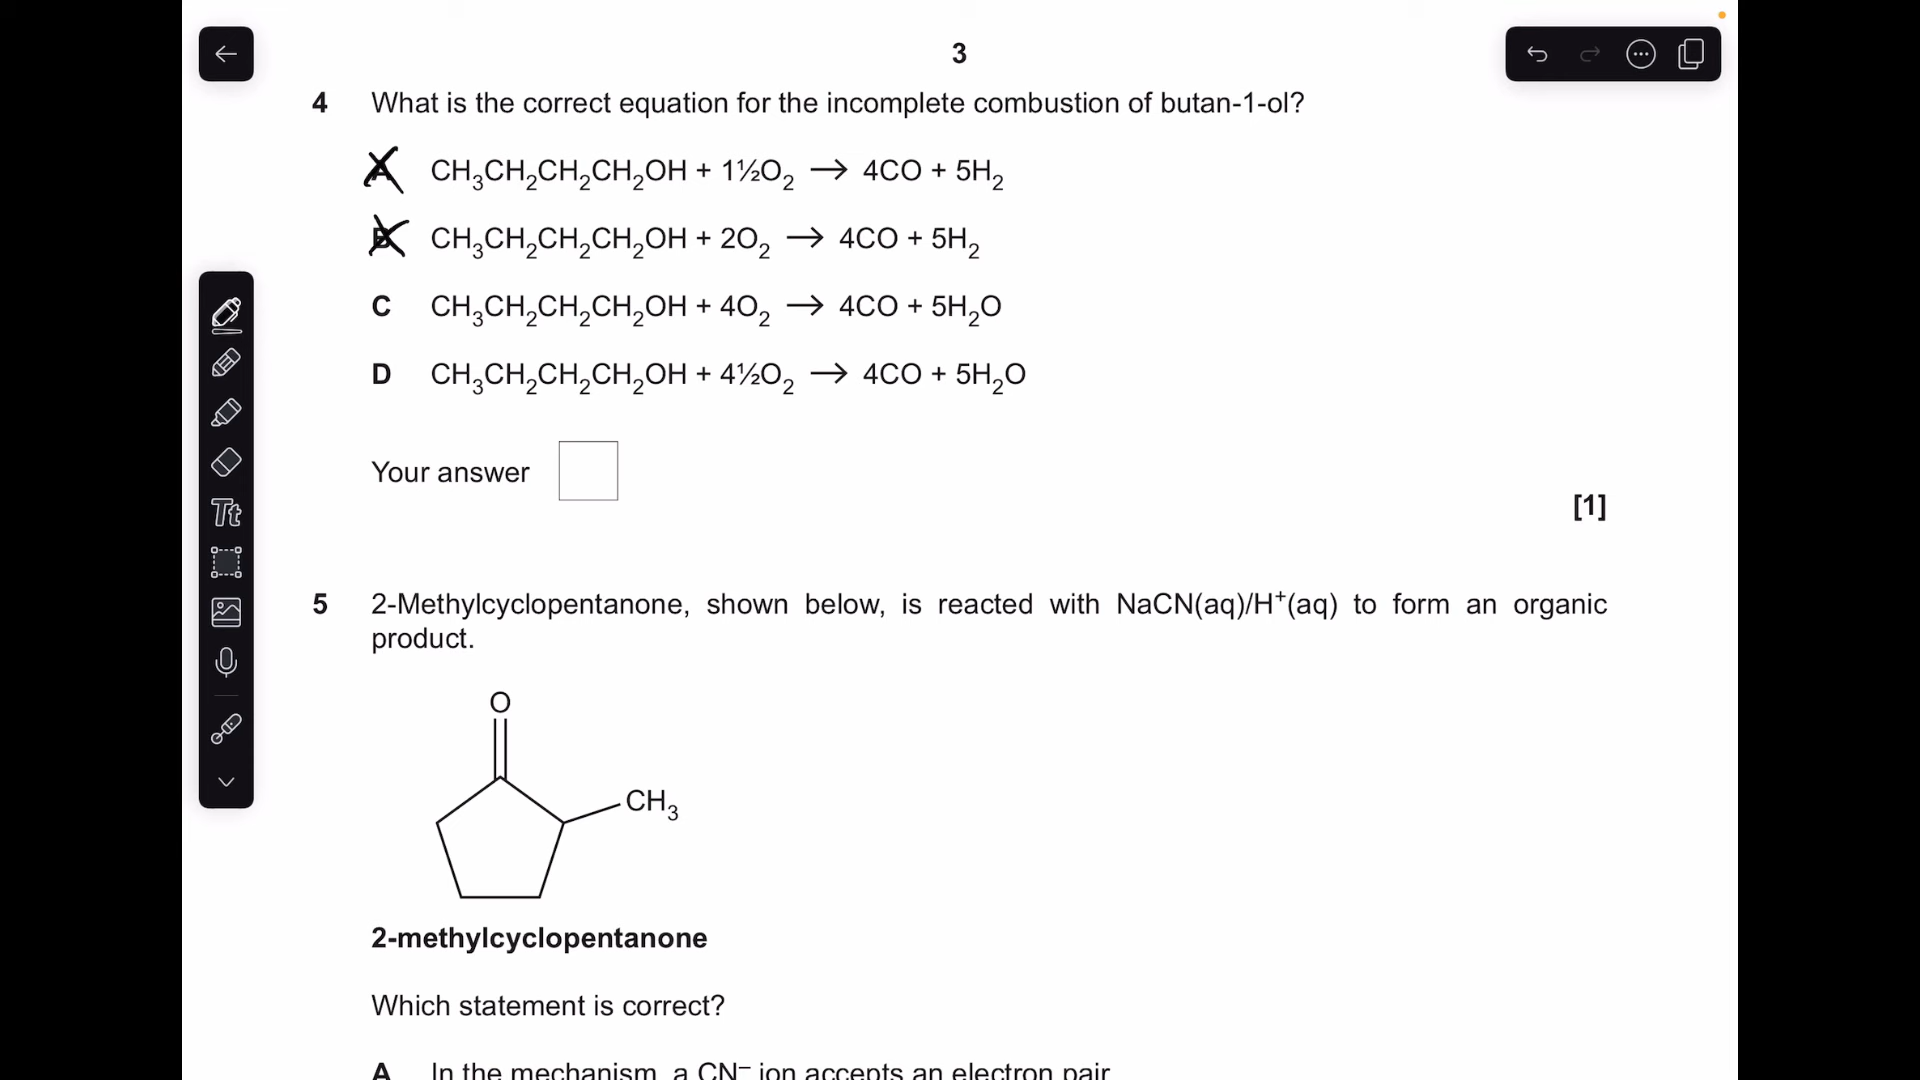 3
4 What is the correct equation for the incomplete combustion of butan-1-ol?
A CH₃CH₂CH₂CH₂OH + 1½O₂ → 4CO + 5H₂
B CH₃CH₂CH₂CH₂OH + 2O₂ → 4CO + 5H₂
C CH₃CH₂CH₂CH₂OH + 4O₂ → 4CO + 5H₂O
D CH₃CH₂CH₂CH₂OH + 4½O₂ → 4CO + 5H₂O
Your answer
[1]
5 2-Methylcyclopentanone, shown below, is reacted with NaCN(aq)/H⁺(aq) to form an organic
product.
O
CH₃
2-methylcyclopentanone
Which statement is correct?
A In the mechanism, a CN⁻ ion accepts an electron pair
Tt